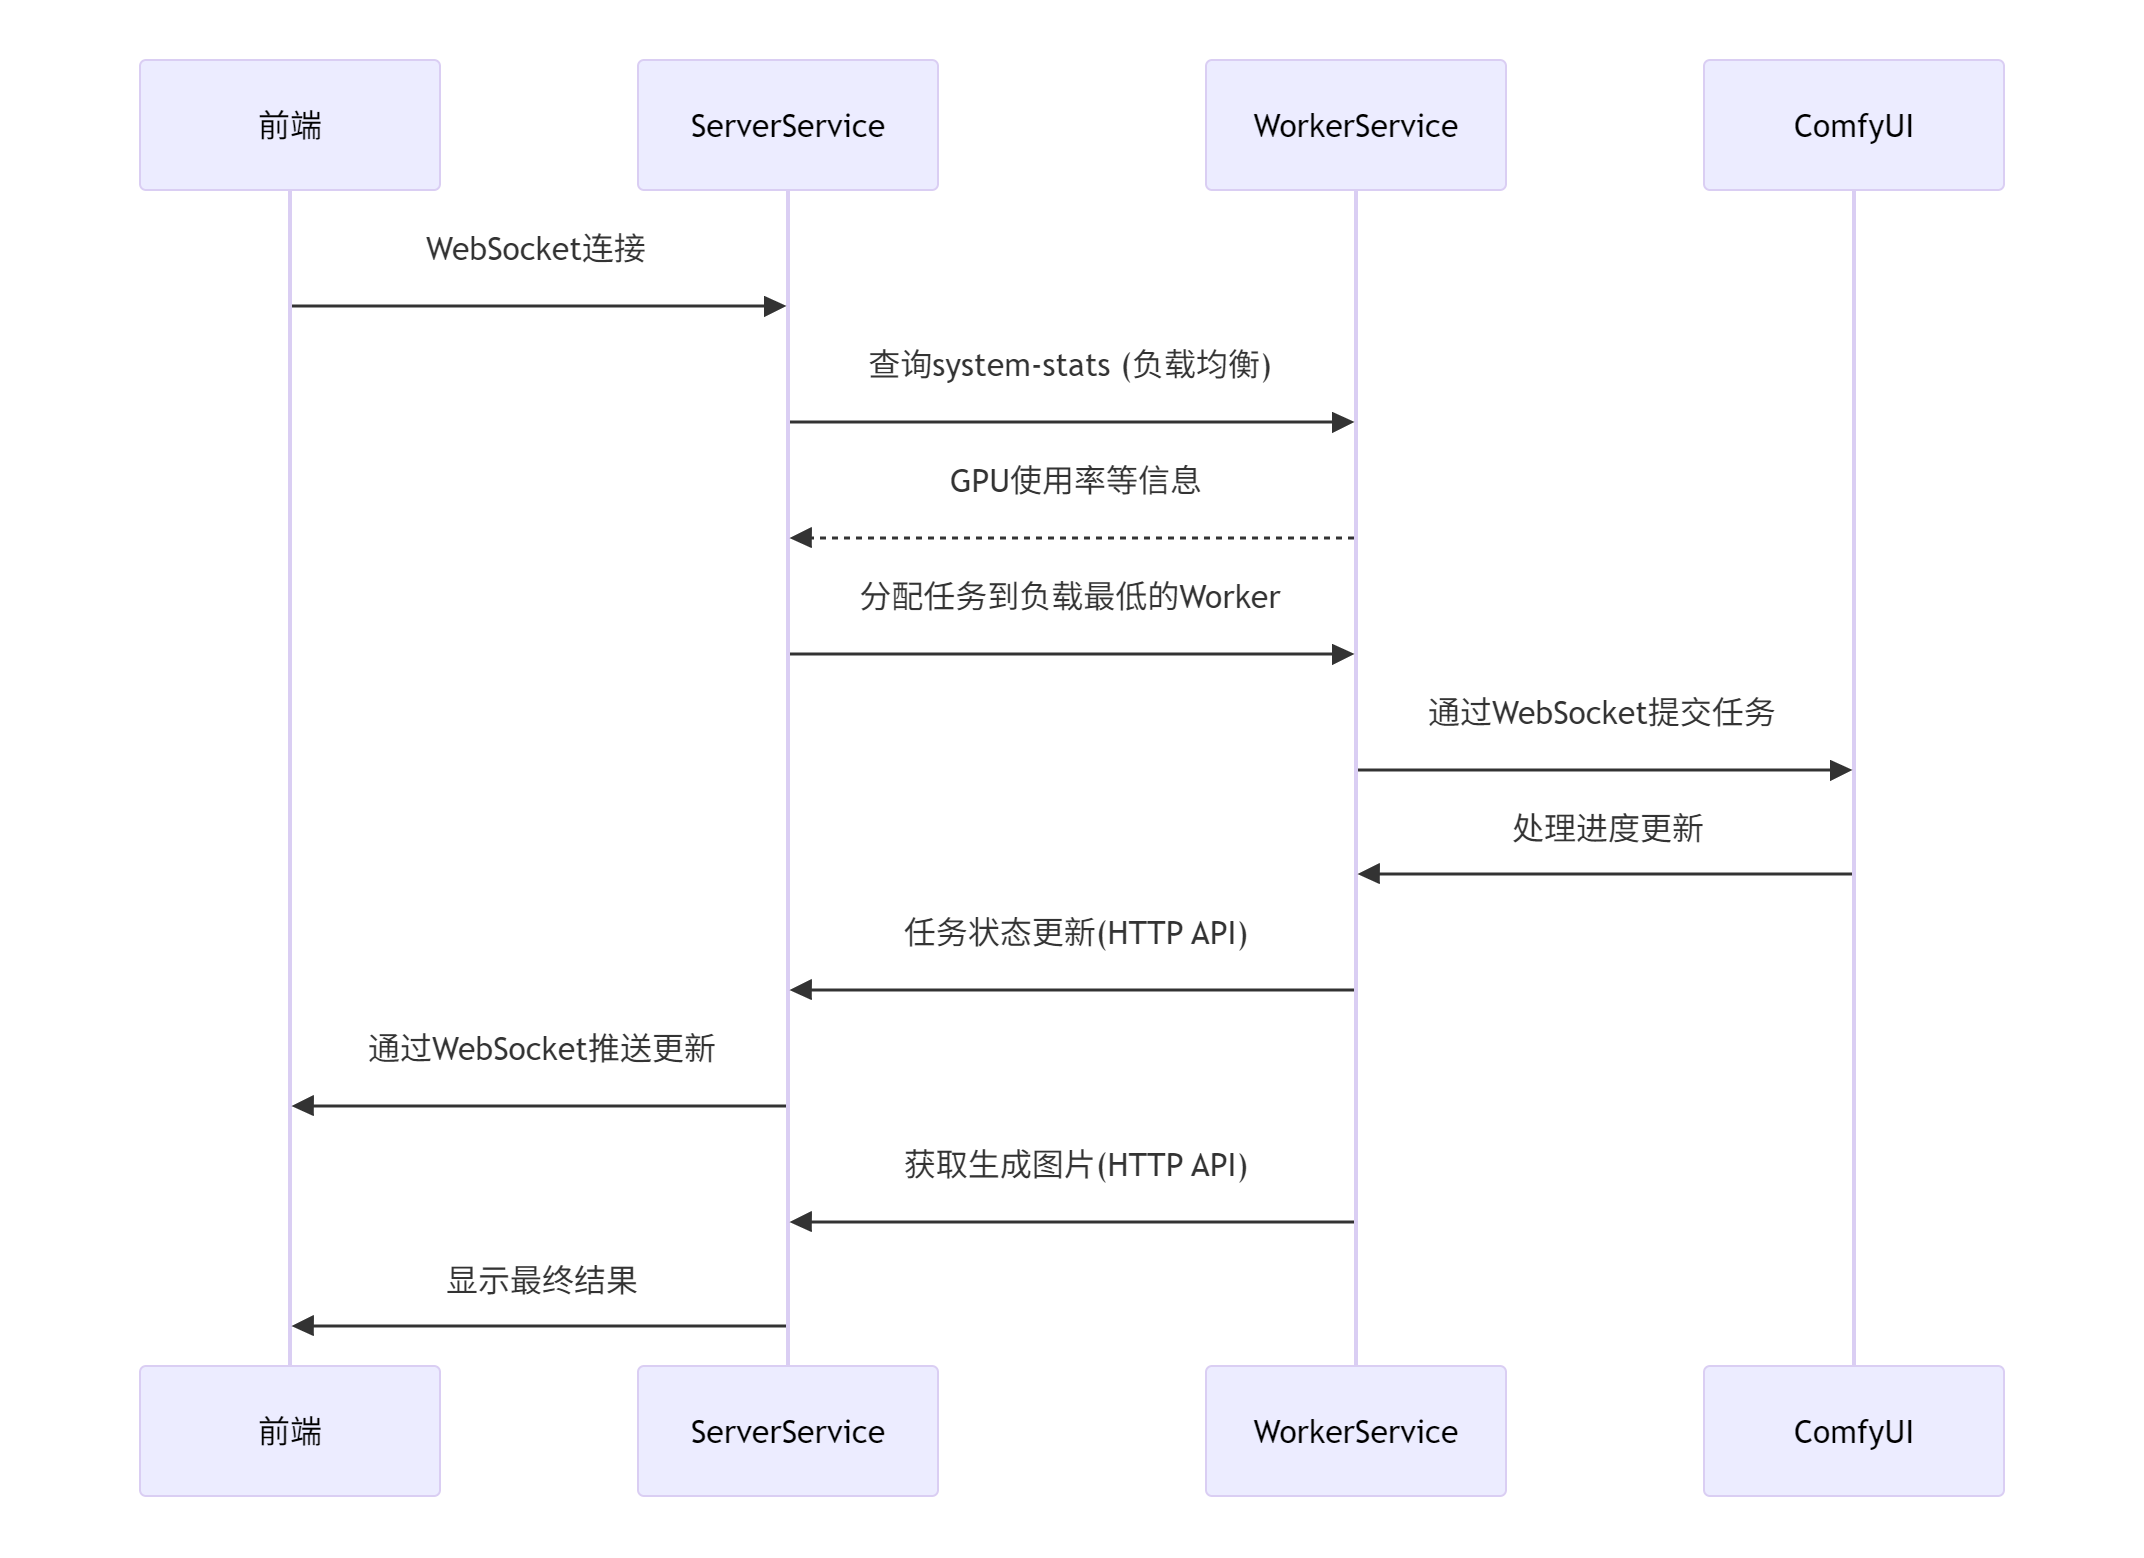 前端
ServerService
WorkerService
ComfyUI
WebSocket连接
查询system-stats (负载均衡)
GPU使用率等信息
分配任务到负载最低的Worker
通过WebSocket提交任务
处理进度更新
任务状态更新(HTTP API)
通过WebSocket推送更新
获取生成图片(HTTP API)
显示最终结果
前端
ServerService
WorkerService
ComfyUI